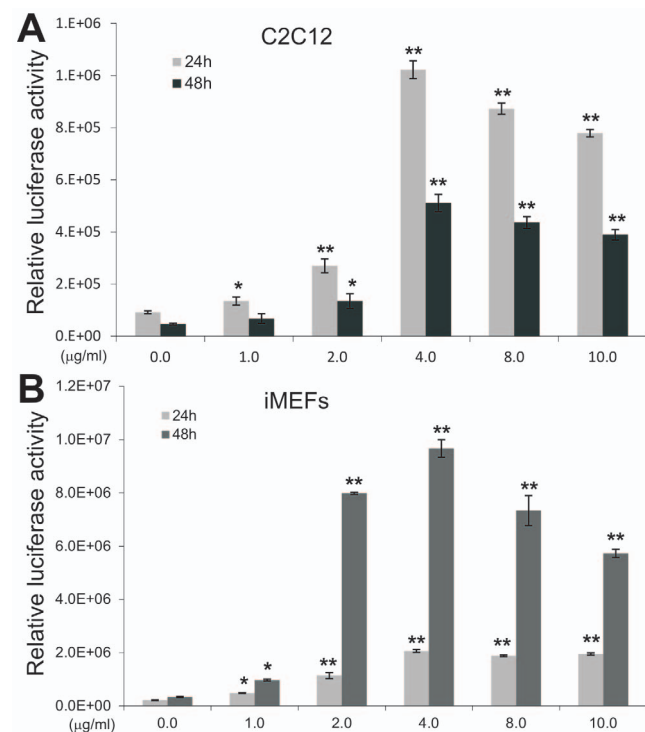 A
C2C12
24h
48h
Relative luciferase activity
1.E+06
1.E+06
8.E+05
6.E+05
4.E+05
2.E+05
0.E+00
* ** ** ** ** **
* ** ** **
(μg/ml) 0.0 1.0 2.0 4.0 8.0 10.0
B
iMEFs
24h
48h
Relative luciferase activity
1.2E+07
1.0E+07
8.0E+06
6.0E+06
4.0E+06
2.0E+06
0.0E+00
* * ** ** ** ** ** ** ** **
(μg/ml) 0.0 1.0 2.0 4.0 8.0 10.0